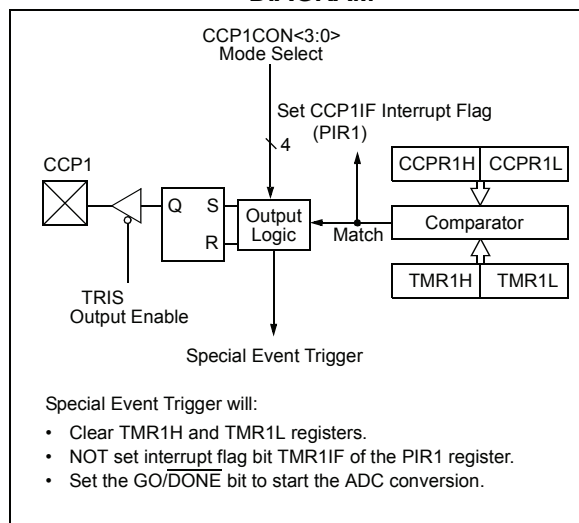 CCP1CON<3:0>
Mode Select
Set CCP1IF Interrupt Flag
(PIR1)
4
CCP1
CCPR1H CCPR1L
Q S
R
Output
Logic
Match
Comparator
TRIS
Output Enable
TMR1H TMR1L
Special Event Trigger
Special Event Trigger will:
• Clear TMR1H and TMR1L registers.
• NOT set interrupt flag bit TMR1IF of the PIR1 register.
• Set the GO/DONE bit to start the ADC conversion.